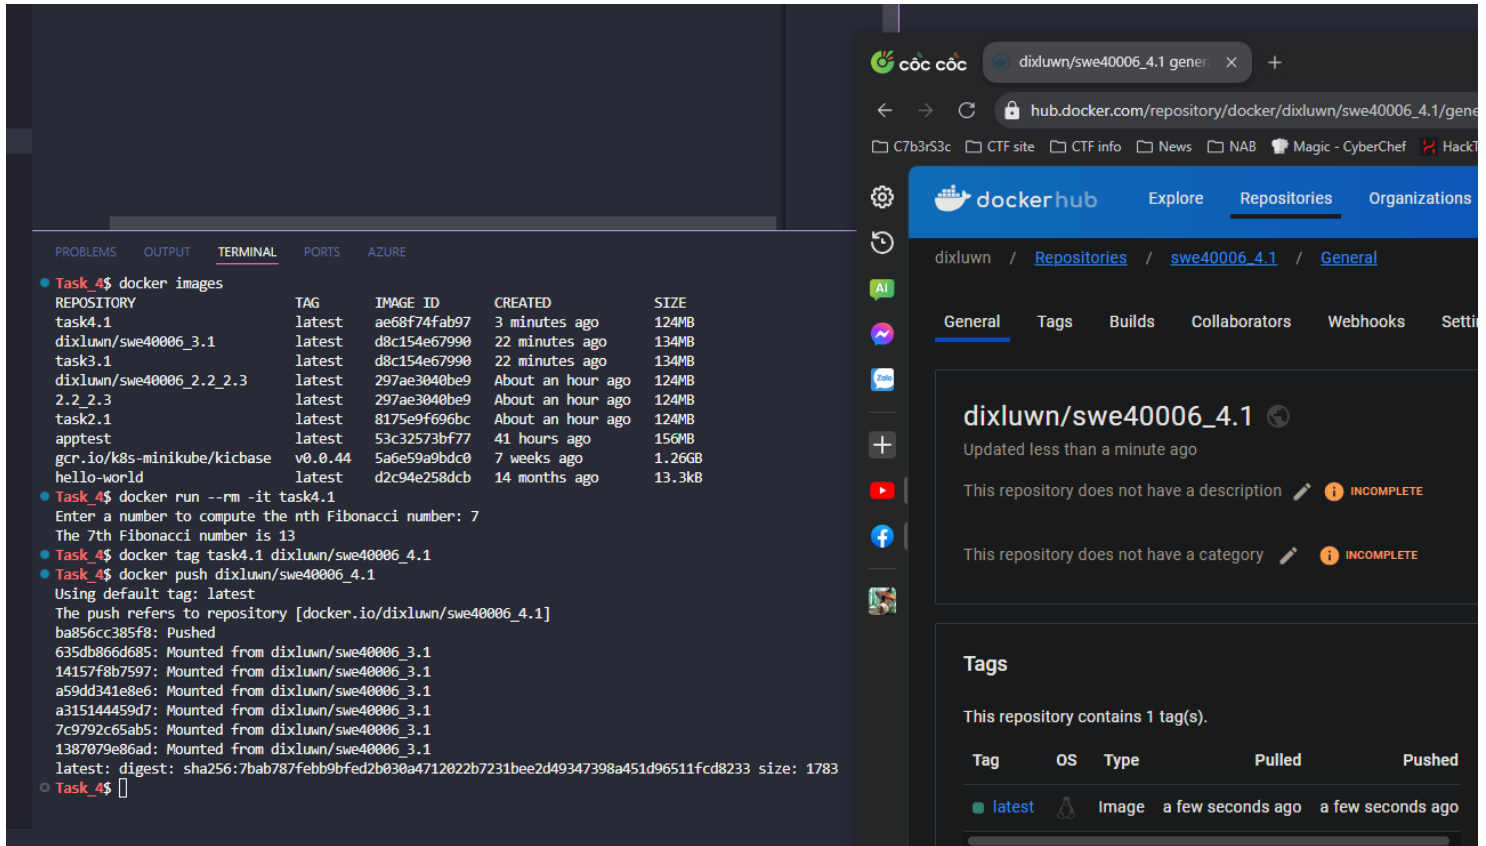 PROBLEMS OUTPUT TERMINAL PORTS AZURE
Task_4$ docker images
REPOSITORY TAG IMAGE ID CREATED SIZE
task4.1 latest ae68f74fab97 3 minutes ago 124MB
dixluwn/swe40006_3.1 latest d8c154e67990 22 minutes ago 134MB
task3.1 latest d8c154e67990 22 minutes ago 134MB
dixluwn/swe40006_2.2_2.3 latest 297ae3040be9 About an hour ago 124MB
2.2_2.3 latest 297ae3040be9 About an hour ago 124MB
task2.1 latest 8175e9f696bc About an hour ago 124MB
apptest latest 53c32573bf77 41 hours ago 156MB
gcr.io/k8s-minikube/kicbase v0.0.44 5a6e59a9bdc0 7 weeks ago 1.26GB
hello-world latest d2c94e258dcb 14 months ago 13.3kB
Task_4$ docker run --rm -it task4.1
Enter a number to compute the nth Fibonacci number: 7
The 7th Fibonacci number is 13
Task_4$ docker tag task4.1 dixluwn/swe40006_4.1
Task_4$ docker push dixluwn/swe40006_4.1
Using default tag: latest
The push refers to repository [docker.io/dixluwn/swe40006_4.1]
ba856cc385f8: Pushed
635db866d685: Mounted from dixluwn/swe40006_3.1
14157f8b7597: Mounted from dixluwn/swe40006_3.1
a59dd341e8e6: Mounted from dixluwn/swe40006_3.1
a315144459d7: Mounted from dixluwn/swe40006_3.1
7c9792c65ab5: Mounted from dixluwn/swe40006_3.1
1387079e86ad: Mounted from dixluwn/swe40006_3.1
latest: digest: sha256:7bab787febb9bfed2b030a4712022b7231bee2d49347398a451d96511fcd8233 size: 1783
Task_4$
cốc cốc dixluwn/swe40006_4.1 gener
hub.docker.com/repository/docker/dixluwn/swe40006_4.1/gene
C7b3rS3c CTF site CTF info News NAB Magic - CyberChef HackT
dockerhub Explore Repositories Organizations
dixluwn / Repositories / swe40006_4.1 / General
AI
General Tags Builds Collaborators Webhooks Setti
Zalo
dixluwn/swe40006_4.1
Updated less than a minute ago
This repository does not have a description INCOMPLETE
This repository does not have a category INCOMPLETE
Tags
This repository contains 1 tag(s).
Tag OS Type Pulled Pushed
latest Image a few seconds ago a few seconds ago